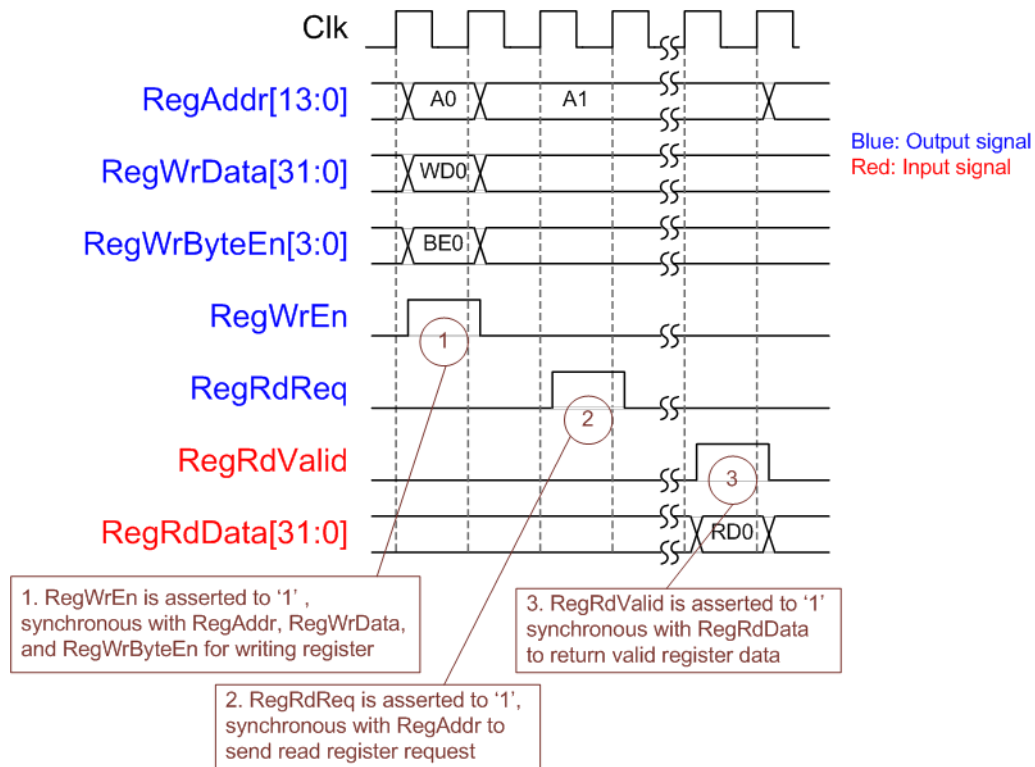 Clk
RegAddr[13:0]
A0
A1
Blue: Output signal
Red: Input signal
RegWrData[31:0]
WD0
RegWrByteEn[3:0]
BE0
RegWrEn
1
RegRdReq
2
RegRdValid
3
RegRdData[31:0]
RD0
1. RegWrEn is asserted to ‘1’ ,
synchronous with RegAddr, RegWrData,
and RegWrByteEn for writing register
3. RegRdValid is asserted to ‘1’
synchronous with RegRdData
to return valid register data
2. RegRdReq is asserted to ‘1’,
synchronous with RegAddr to
send read register request